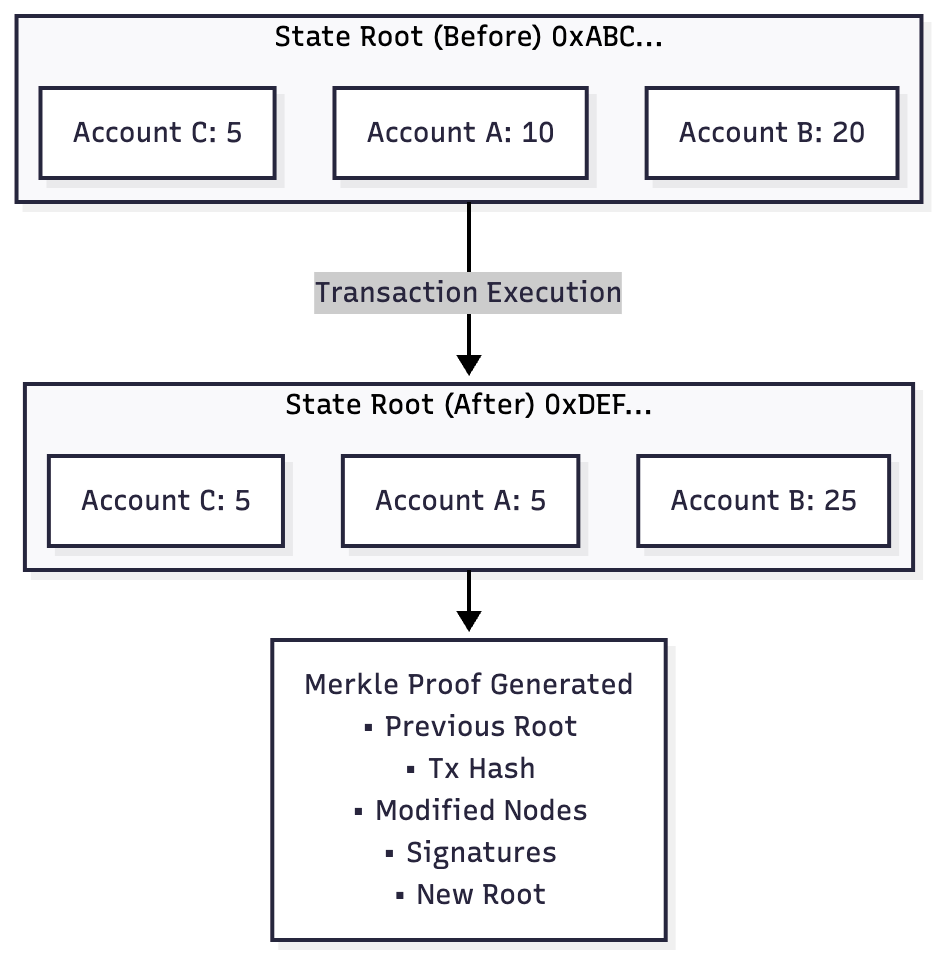 State Root (Before) 0xABC...
Account C: 5
Account A: 10
Account B: 20
Transaction Execution
State Root (After) 0xDEF...
Account C: 5
Account A: 5
Account B: 25
Merkle Proof Generated
▪ Previous Root
▪ Tx Hash
▪ Modified Nodes
▪ Signatures
▪ New Root